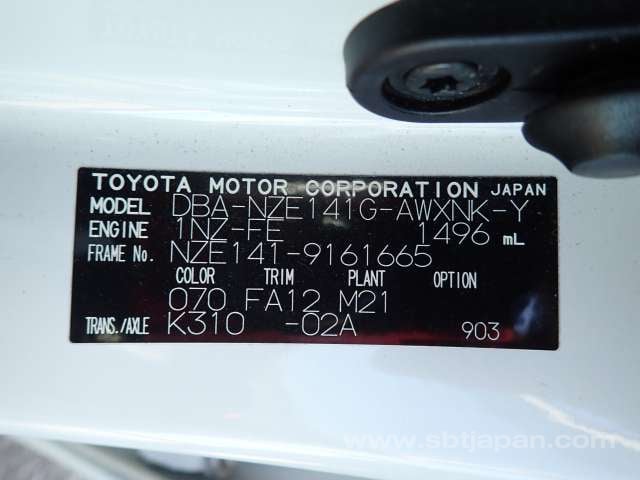 TOYOTA MOTOR CORPORATION JAPAN
MODEL DBA-NZE141G-AWXNK-Y
ENGINE 1NZ-FE 1496 mL
FRAME No. NZE141-9161665
COLOR TRIM PLANT OPTION
070 FA12 M21
TRANS./AXLE K310 -02A 903
www.sbtjapan.com